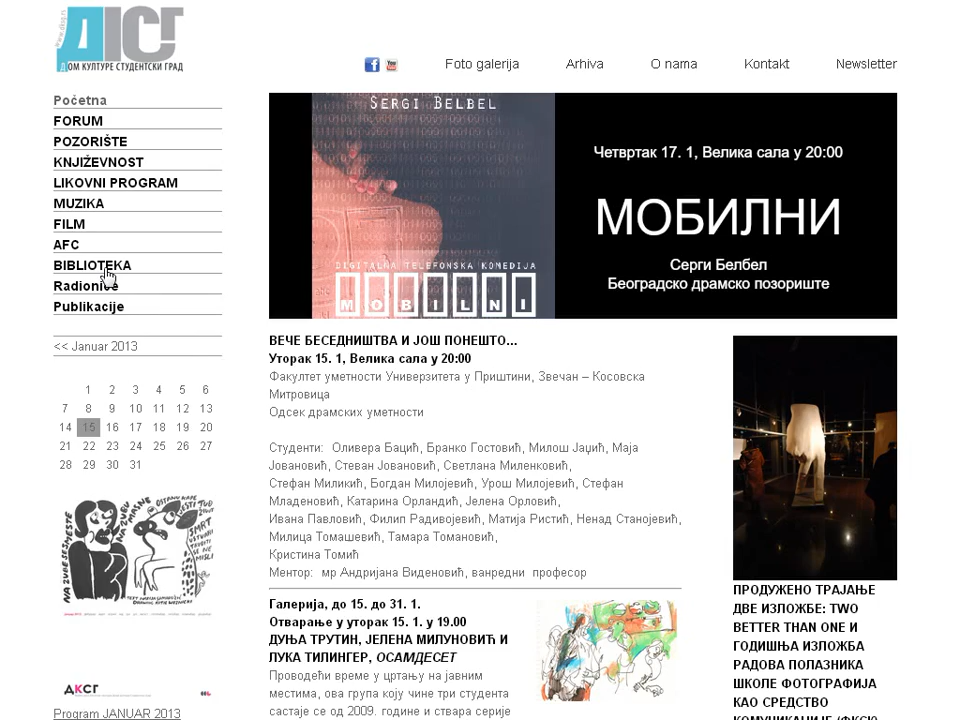 ДКСГ
ДОМ КУЛТУРЕ СТУДЕНТСКИ ГРАД
Foto galerija
Arhiva
O nama
Kontakt
Newsletter
Početna
FORUM
POZORIŠTE
KNJIŽEVNOST
LIKOVNI PROGRAM
MUZIKA
FILM
AFC
BIBLIOTEKA
Radionice
Publikacije
<< Januar 2013
1 2 3 4 5 6
7 8 9 10 11 12 13
14 15 16 17 18 19 20
21 22 23 24 25 26 27
28 29 30 31
ДКСГ
Program JANUAR 2013
SERGI BELBEL
DIGITALNA TELEFONSKA KOMEDIJA
MOBILNI
Четвртак 17. 1, Велика сала у 20:00
МОБИЛНИ
Серги Белбел
Београдско драмско позориште
ВЕЧЕ БЕСЕДНИШТВА И ЈОШ ПОНЕШТО...
Уторак 15. 1, Велика сала у 20:00
Факултет уметности Универзитета у Приштини, Звечан – Косовска
Митровица
Одсек драмских уметности
Студенти: Оливера Бацић, Бранко Гостовић, Милош Јаџић, Маја
Јовановић, Стеван Јовановић, Светлана Миленковић,
Стефан Миликић, Богдан Милојевић, Урош Милојевић, Стефан
Младеновић, Катарина Орландић, Јелена Орловић,
Ивана Павловић, Филип Радивојевић, Матија Ристић, Ненад Станојевић,
Милица Томашевић, Тамара Томановић,
Кристина Томић
Ментор: мр Андријана Виденовић, ванредни професор
Галерија, до 15. до 31. 1.
Отварање у уторак 15. 1. у 19.00
ДУЊА ТРУТИН, ЈЕЛЕНА МИЛУНОВИЋ И
ЛУКА ТИЛИНГЕР, ОСАМДЕСЕТ
Проводећи време у цртању на јавним
местима, ова група коју чине три студента
састаје се од 2009. године и ствара серије
ПРОДУЖЕНО ТРАЈАЊЕ
ДВЕ ИЗЛОЖБЕ: TWO
BETTER THAN ONE И
ГОДИШЊА ИЗЛОЖБА
РАДОВА ПОЛАЗНИКА
ШКОЛЕ ФОТОГРАФИЈА
КАО СРЕДСТВО
КОМУНИКАЦИЈЕ (ФКСК)